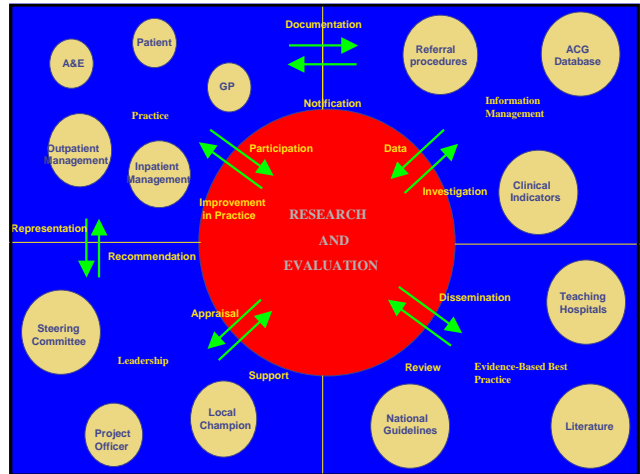 Documentation
Patient
A&E
GP
Practice
Outpatient
Management
Inpatient
Management
Notification
Referral
procedures
ACG
Database
Information
Management
Clinical
Indicators
Participation
Improvement
in Practice
Data
Investigation
RESEARCH
AND
EVALUATION
Representation
Recommendation
Steering
Committee
Leadership
Project
Officer
Local
Champion
Appraisal
Support
Dissemination
Review
Teaching
Hospitals
Evidence-Based Best
Practice
National
Guidelines
Literature